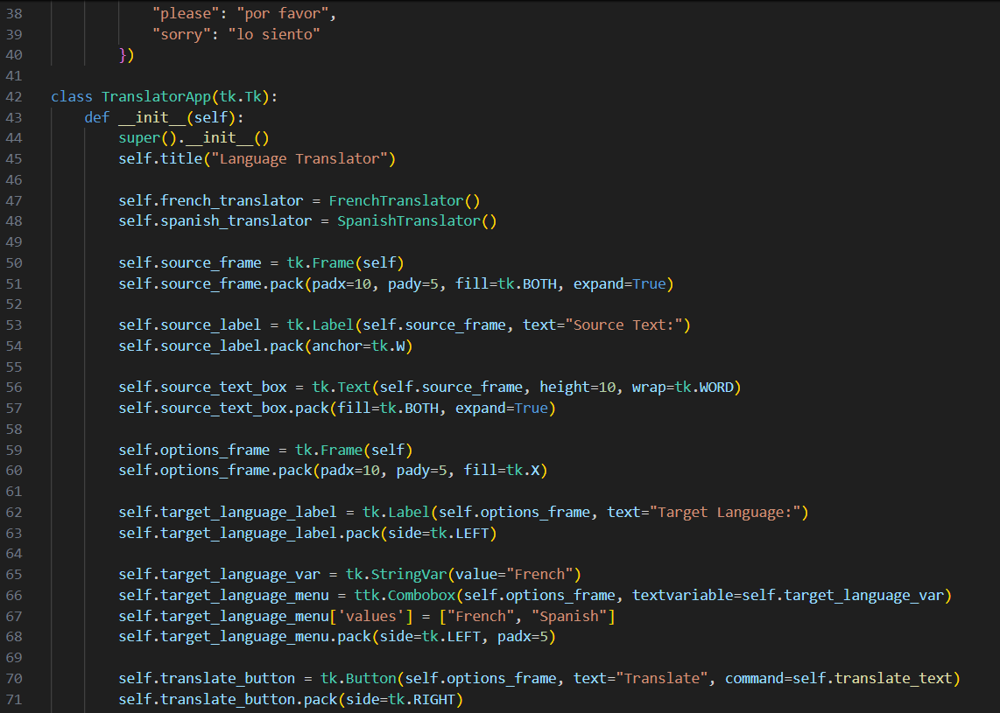 38 "please": "por favor",
39 "sorry": "lo siento"
40 })
41
42 class TranslatorApp(tk.Tk):
43 def __init__(self):
44 super().__init__()
45 self.title("Language Translator")
46
47 self.french_translator = FrenchTranslator()
48 self.spanish_translator = SpanishTranslator()
49
50 self.source_frame = tk.Frame(self)
51 self.source_frame.pack(padx=10, pady=5, fill=tk.BOTH, expand=True)
52
53 self.source_label = tk.Label(self.source_frame, text="Source Text:")
54 self.source_label.pack(anchor=tk.W)
55
56 self.source_text_box = tk.Text(self.source_frame, height=10, wrap=tk.WORD)
57 self.source_text_box.pack(fill=tk.BOTH, expand=True)
58
59 self.options_frame = tk.Frame(self)
60 self.options_frame.pack(padx=10, pady=5, fill=tk.X)
61
62 self.target_language_label = tk.Label(self.options_frame, text="Target Language:")
63 self.target_language_label.pack(side=tk.LEFT)
64
65 self.target_language_var = tk.StringVar(value="French")
66 self.target_language_menu = ttk.Combobox(self.options_frame, textvariable=self.target_language_var)
67 self.target_language_menu['values'] = ["French", "Spanish"]
68 self.target_language_menu.pack(side=tk.LEFT, padx=5)
69
70 self.translate_button = tk.Button(self.options_frame, text="Translate", command=self.translate_text)
71 self.translate_button.pack(side=tk.RIGHT)